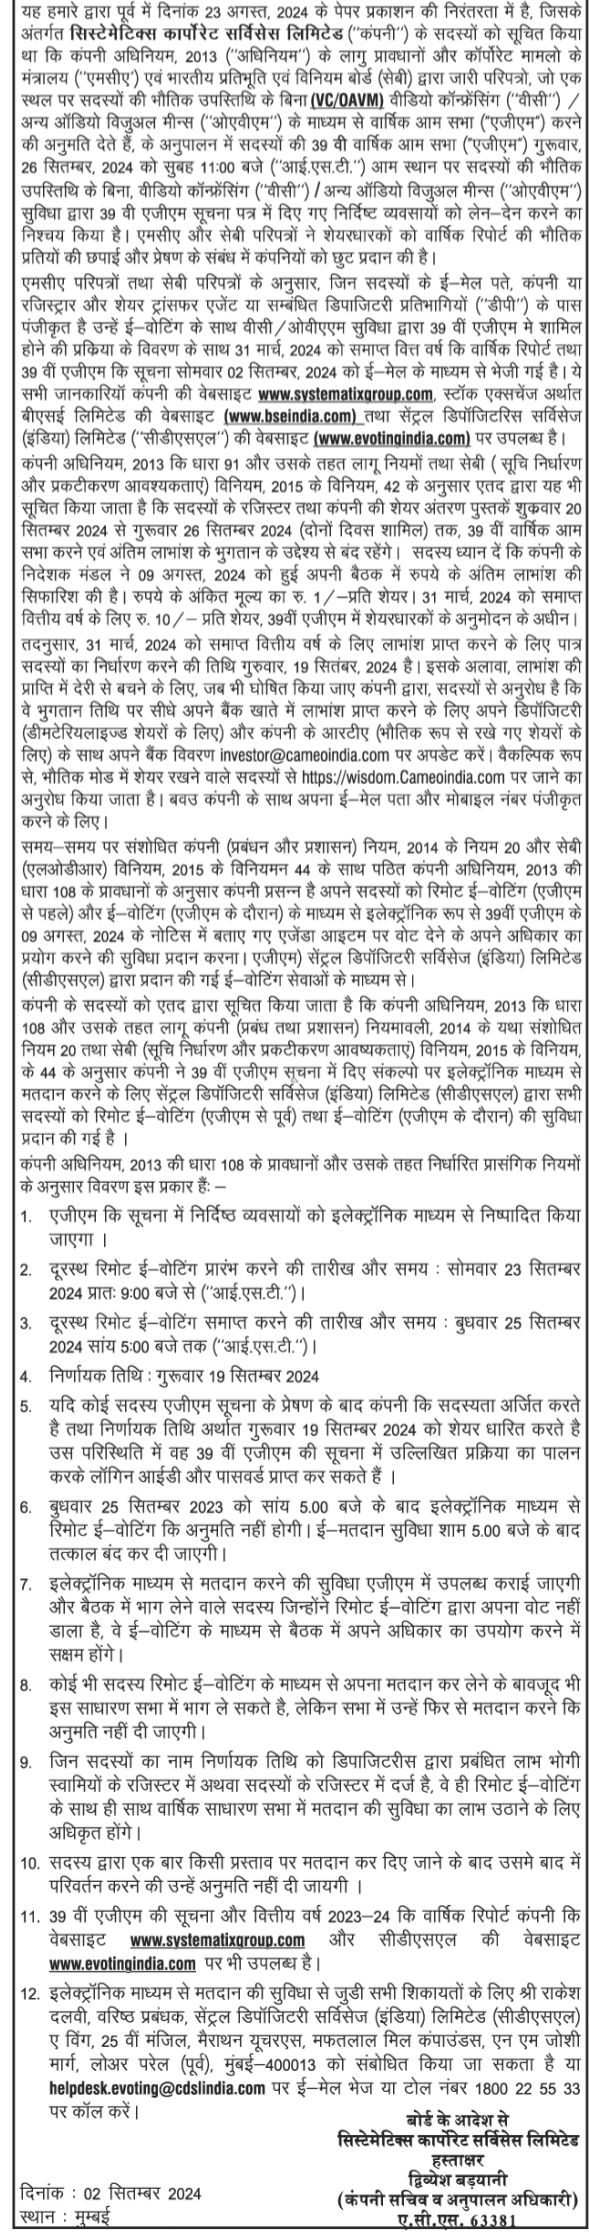 यह हमारे द्वारा पूर्व में दिनांक 23 अगस्त, 2024 के पेपर प्रकाशन की निरंतरता में है, जिसके
अंतर्गत सिस्टेमैटिक्स कार्पोरेट सर्विसेस लिमिटेड (''कंपनी'') के सदस्यों को सूचित किया
था कि कंपनी अधिनियम, 2013 (''अधिनियम'') के लागु प्रावधानों और कॉर्पोरेट मामलो के
मंत्रालय (''एमसीए') एवं भारतीय प्रतिभूति एवं विनियम बोर्ड (सेबी) द्वारा जारी परिपत्रो, जो एक
स्थल पर सदस्यों की भौतिक उपस्तिथि के बिना (VC/OAVM) वीडियो कॉन्फ्रेंसिंग (''वीसी'') /
अन्य ऑडियो विजुअल मीन्स (''ओएवीएम'') के माध्यम से वार्षिक आम सभा (''एजीएम'') करने
की अनुमति देते हैं, के अनुपालन में सदस्यों की 39 वी वार्षिक आम सभा (''एजीएम'') गुरूवार,
26 सितम्बर, 2024 को सुबह 11:00 बजे (''आई.एस.टी.'') आम स्थान पर सदस्यों की भौतिक
उपस्तिथि के बिना, वीडियो कॉन्फ्रेंसिंग (''वीसी'') / अन्य ऑडियो विजुअल मीन्स (''ओएवीएम'')
सुविधा द्वारा 39 वी एजीएम सूचना पत्र में दिए गए निर्दिष्ट व्यवसायों को लेन–देन करने का
निश्चय किया है। एमसीए और सेबी परिपत्रों ने शेयरधारकों को वार्षिक रिपोर्ट की भौतिक
प्रतियों की छपाई और प्रेषण के संबंध में कंपनियों को छुट प्रदान की है।
एमसीए परिपत्रों तथा सेबी परिपत्रों के अनुसार, जिन सदस्यों के ई–मेल पते, कंपनी या
रजिस्ट्रार और शेयर ट्रांसफर एजेंट या सम्बंधित डिपाजिटरी प्रतिभागियों (''डीपी'') के पास
पंजीकृत है उन्हें ई–वोटिंग के साथ वीसी/ओवीएएम सुविधा द्वारा 39 वीं एजीएम मे शामिल
होने की प्रक्रिया के विवरण के साथ 31 मार्च, 2024 को समाप्त वित्त वर्ष कि वार्षिक रिपोर्ट तथा
39 वीं एजीएम कि सूचना सोमवार 02 सितम्बर, 2024 को ई–मेल के माध्यम से भेजी गई है। ये
सभी जानकारियॉ कंपनी की वेबसाइट www.systematixgroup.com, स्टॉक एक्सचेंज अर्थात
बीएसई लिमिटेड की वेबसाइट (www.bseindia.com) तथा सेंट्रल डिपॉजिटरिस सर्विसेज
(इंडिया) लिमिटेड (''सीडीएसएल'') की वेबसाइट (www.evotingindia.com) पर उपलब्ध है।
कंपनी अधिनियम, 2013 कि धारा 91 और उसके तहत लागू नियमों तथा सेबी ( सूचि निर्धारण
और प्रकटीकरण आवश्यकताएं) विनियम, 2015 के विनियम, 42 के अनुसार एतद द्वारा यह भी
सूचित किया जाता है कि सदस्यों के रजिस्टर तथा कंपनी की शेयर अंतरण पुस्तकें शुक्रवार 20
सितम्बर 2024 से गुरूवार 26 सितम्बर 2024 (दोनों दिवस शामिल) तक, 39 वीं वार्षिक आम
सभा करने एवं अंतिम लाभांश के भुगतान के उद्देश्य से बंद रहेंगे। सदस्य ध्यान दें कि कंपनी के
निदेशक मंडल ने 09 अगस्त, 2024 को हुई अपनी बैठक में रुपये के अंतिम लाभांश की
सिफारिश की है। रुपये के अंकित मूल्य का रु. 1/–प्रति शेयर। 31 मार्च, 2024 को समाप्त
वित्तीय वर्ष के लिए रु. 10/– प्रति शेयर, 39वीं एजीएम में शेयरधारकों के अनुमोदन के अधीन।
तदनुसार, 31 मार्च, 2024 को समाप्त वित्तीय वर्ष के लिए लाभांश प्राप्त करने के लिए पात्र
सदस्यों का निर्धारण करने की तिथि गुरुवार, 19 सितंबर, 2024 है। इसके अलावा, लाभांश की
प्राप्ति में देरी से बचने के लिए, जब भी घोषित किया जाए कंपनी द्वारा, सदस्यों से अनुरोध है कि
वे भुगतान तिथि पर सीधे अपने बैंक खाते में लाभांश प्राप्त करने के लिए अपने डिपॉजिटरी
(डीमटेरियलाइज्ड शेयरों के लिए) और कंपनी के आरटीए (भौतिक रूप से रखे गए शेयरों के
लिए) के साथ अपने बैंक विवरण investor@cameoindia.com पर अपडेट करें। वैकल्पिक रूप
से, भौतिक मोड में शेयर रखने वाले सदस्यों से https://wisdom.Cameoindia.com पर जाने का
अनुरोध किया जाता है। बवउ कंपनी के साथ अपना ई–मेल पता और मोबाइल नंबर पंजीकृत
करने के लिए।
समय–समय पर संशोधित कंपनी (प्रबंधन और प्रशासन) नियम, 2014 के नियम 20 और सेबी
(एलओडीआर) विनियम, 2015 के विनियमन 44 के साथ पठित कंपनी अधिनियम, 2013 की
धारा 108 के प्रावधानों के अनुसार कंपनी प्रसन्न है अपने सदस्यों को रिमोट ई–वोटिंग (एजीएम
से पहले) और ई–वोटिंग (एजीएम के दौरान) के माध्यम से इलेक्ट्रॉनिक रूप से 39वीं एजीएम के
09 अगस्त, 2024 के नोटिस में बताए गए एजेंडा आइटम पर वोट देने के अपने अधिकार का
प्रयोग करने की सुविधा प्रदान करना। एजीएम) सेंट्रल डिपॉजिटरी सर्विसेज (इंडिया) लिमिटेड
(सीडीएसएल) द्वारा प्रदान की गई ई–वोटिंग सेवाओं के माध्यम से।
कंपनी के सदस्यों को एतद द्वारा सूचित किया जाता है कि कंपनी अधिनियम, 2013 कि धारा
108 और उसके तहत लागू कंपनी (प्रबंध तथा प्रशासन) नियमावली, 2014 के यथा संशोधित
नियम 20 तथा सेबी (सूचि निर्धारण और प्रकटीकरण आवष्यकताएं) विनियम, 2015 के विनियम,
के 44 के अनुसार कंपनी ने 39 वीं एजीएम सूचना में दिए संकल्पो पर इलेक्ट्रॉनिक माध्यम से
मतदान करने के लिए सेंट्रल डिपॉजिटरी सर्विसेज (इंडिया) लिमिटेड (सीडीएसएल) द्वारा सभी
सदस्यों को रिमोट ई–वोटिंग (एजीएम से पूर्व) तथा ई–वोटिंग (एजीएम के दौरान) की सुविधा
प्रदान की गई है ।
कंपनी अधिनियम, 2013 की धारा 108 के प्रावधानों और उसके तहत निर्धारित प्रासंगिक नियमों
के अनुसार विवरण इस प्रकार हैं: –
1. एजीएम कि सूचना में निर्दिष्ठ व्यवसायों को इलेक्ट्रॉनिक माध्यम से निष्पादित किया
जाएगा ।
2. दूरस्थ रिमोट ई–वोटिंग प्रारंभ करने की तारीख और समय : सोमवार 23 सितम्बर
2024 प्रातः 9:00 बजे से (''आई.एस.टी.'')।
3. दूरस्थ रिमोट ई–वोटिंग समाप्त करने की तारीख और समय : बुधवार 25 सितम्बर
2024 सांय 5:00 बजे तक (''आई.एस.टी.'')।
4. निर्णायक तिथि : गुरूवार 19 सितम्बर 2024
5. यदि कोई सदस्य एजीएम सूचना के प्रेषण के बाद कंपनी कि सदस्यता अर्जित करते
है तथा निर्णायक तिथि अर्थात गुरूवार 19 सितम्बर 2024 को शेयर धारित करते है
उस परिस्थिति में वह 39 वीं एजीएम की सूचना में उल्लिखित प्रक्रिया का पालन
करके लॉगिन आईडी और पासवर्ड प्राप्त कर सकते हैं ।
6. बुधवार 25 सितम्बर 2023 को सांय 5.00 बजे के बाद इलेक्ट्रॉनिक माध्यम से
रिमोट ई–वोटिंग कि अनुमति नहीं होगी। ई–मतदान सुविधा शाम 5.00 बजे के बाद
तत्काल बंद कर दी जाएगी।
7. इलेक्ट्रॉनिक माध्यम से मतदान करने की सुविधा एजीएम में उपलब्ध कराई जाएगी
और बैठक में भाग लेने वाले सदस्य जिन्होंने रिमोट ई–वोटिंग द्वारा अपना वोट नहीं
डाला है, वे ई–वोटिंग के माध्यम से बैठक में अपने अधिकार का उपयोग करने में
सक्षम होंगे।
8. कोई भी सदस्य रिमोट ई–वोटिंग के माध्यम से अपना मतदान कर लेने के बावजूद भी
इस साधारण सभा में भाग ले सकते है, लेकिन सभा में उन्हें फिर से मतदान करने कि
अनुमति नहीं दी जाएगी।
9. जिन सदस्यों का नाम निर्णायक तिथि को डिपाजिटरीस द्वारा प्रबंधित लाभ भोगी
स्वामियों के रजिस्टर में अथवा सदस्यों के रजिस्टर में दर्ज है, वे ही रिमोट ई–वोटिंग
के साथ ही साथ वार्षिक साधारण सभा में मतदान की सुविधा का लाभ उठाने के लिए
अधिकृत होंगे।
10. सदस्य द्वारा एक बार किसी प्रस्ताव पर मतदान कर दिए जाने के बाद उसमे बाद में
परिवर्तन करने की उन्हें अनुमति नहीं दी जायगी ।
11. 39 वीं एजीएम की सूचना और वित्तीय वर्ष 2023–24 कि वार्षिक रिपोर्ट कंपनी कि
वेबसाइट www.systematixgroup.com और सीडीएसएल की वेबसाइट
www.evotingindia.com पर भी उपलब्ध है।
12. इलेक्ट्रॉनिक माध्यम से मतदान की सुविधा से जुडी सभी शिकायतों के लिए श्री राकेश
दलवी, वरिष्ठ प्रबंधक, सेंट्रल डिपॉजिटरी सर्विसेज (इंडिया) लिमिटेड (सीडीएसएल)
ए विंग, 25 वीं मंजिल, मैराथन यूचरएस, मफतलाल मिल कंपाउंडस, एन एम जोशी
मार्ग, लोअर परेल (पूर्व), मुंबई–400013 को संबोधित किया जा सकता है या
helpdesk.evoting@cdslindia.com पर ई–मेल भेज या टोल नंबर 1800 22 55 33
पर कॉल करें।
बोर्ड के आदेश से
सिस्टेमेटिक्स कार्पोरेट सर्विसेस लिमिटेड
हस्ताक्षर
द्विव्येश बड़यानी
दिनांक : 02 सितम्बर 2024
(कंपनी सचिव व अनुपालन अधिकारी)
स्थान : मुम्बई
ए.सी.एस. 63381